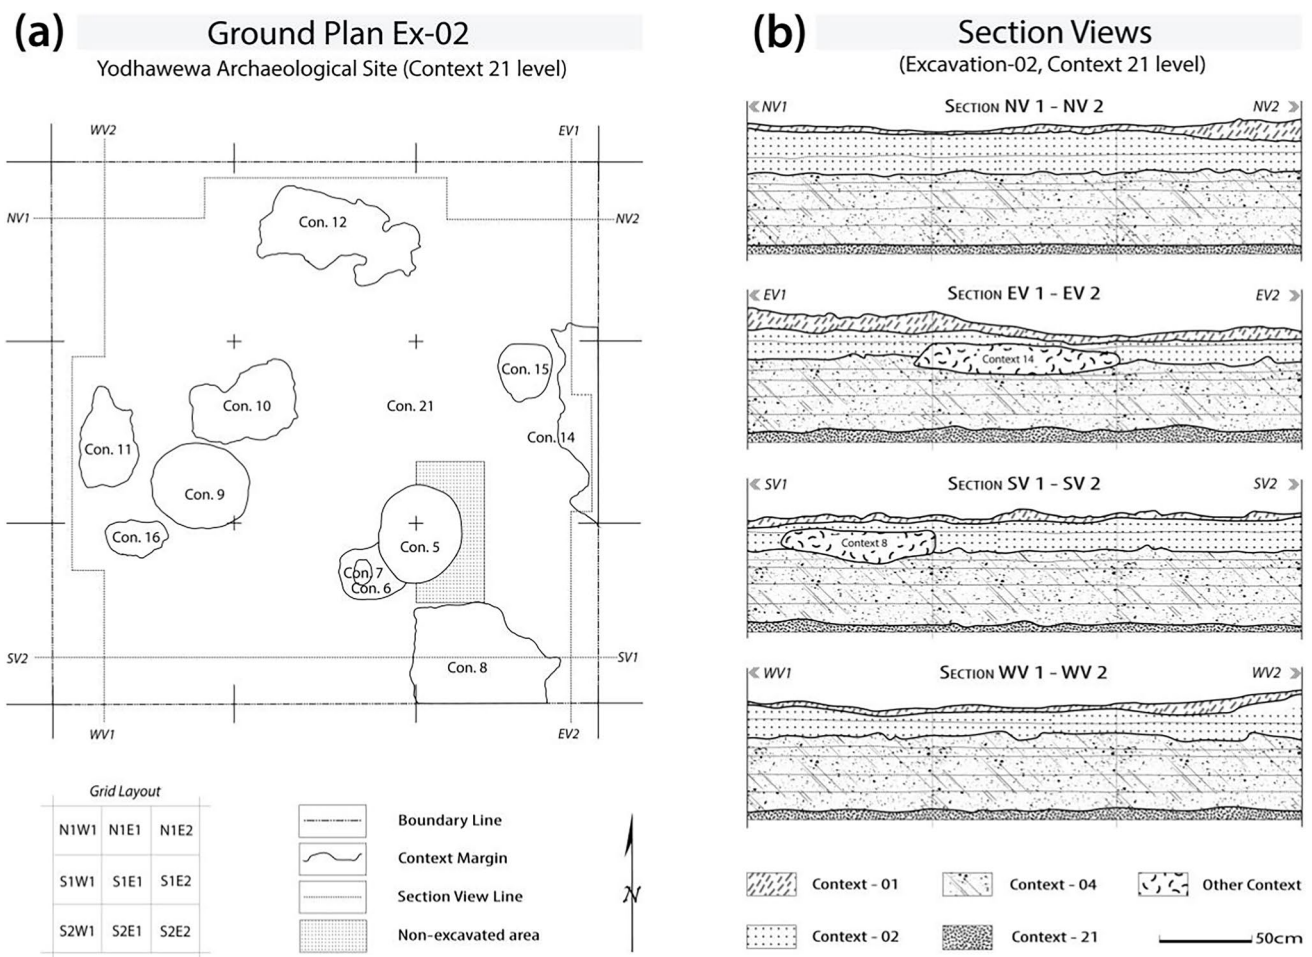 (a) Ground Plan Ex-02
Yodhawewa Archaeological Site (Context 21 level)
WV2
EV1
NV1
NV2
Con. 12
Con. 15
Con. 10
Con. 21
Con. 14
Con. 11
Con. 9
Con. 16
Con. 5
Con. 7
Con. 6
SV2
SV1
Con. 8
WV1
EV2
Grid Layout
N1W1 N1E1 N1E2
S1W1 S1E1 S1E2
S2W1 S2E1 S2E2
Boundary Line
Context Margin
Section View Line
Non-excavated area
N
(b) Section Views
(Excavation-02, Context 21 level)
NV1 SECTION NV 1 - NV 2 NV2
EV1 SECTION EV 1 - EV 2 EV2
Context 14
SV1 SECTION SV 1 - SV 2 SV2
Context 8
WV1 SECTION WV 1 - WV 2 WV2
Context - 01 Context - 04 Other Context
Context - 02 Context - 21 50cm